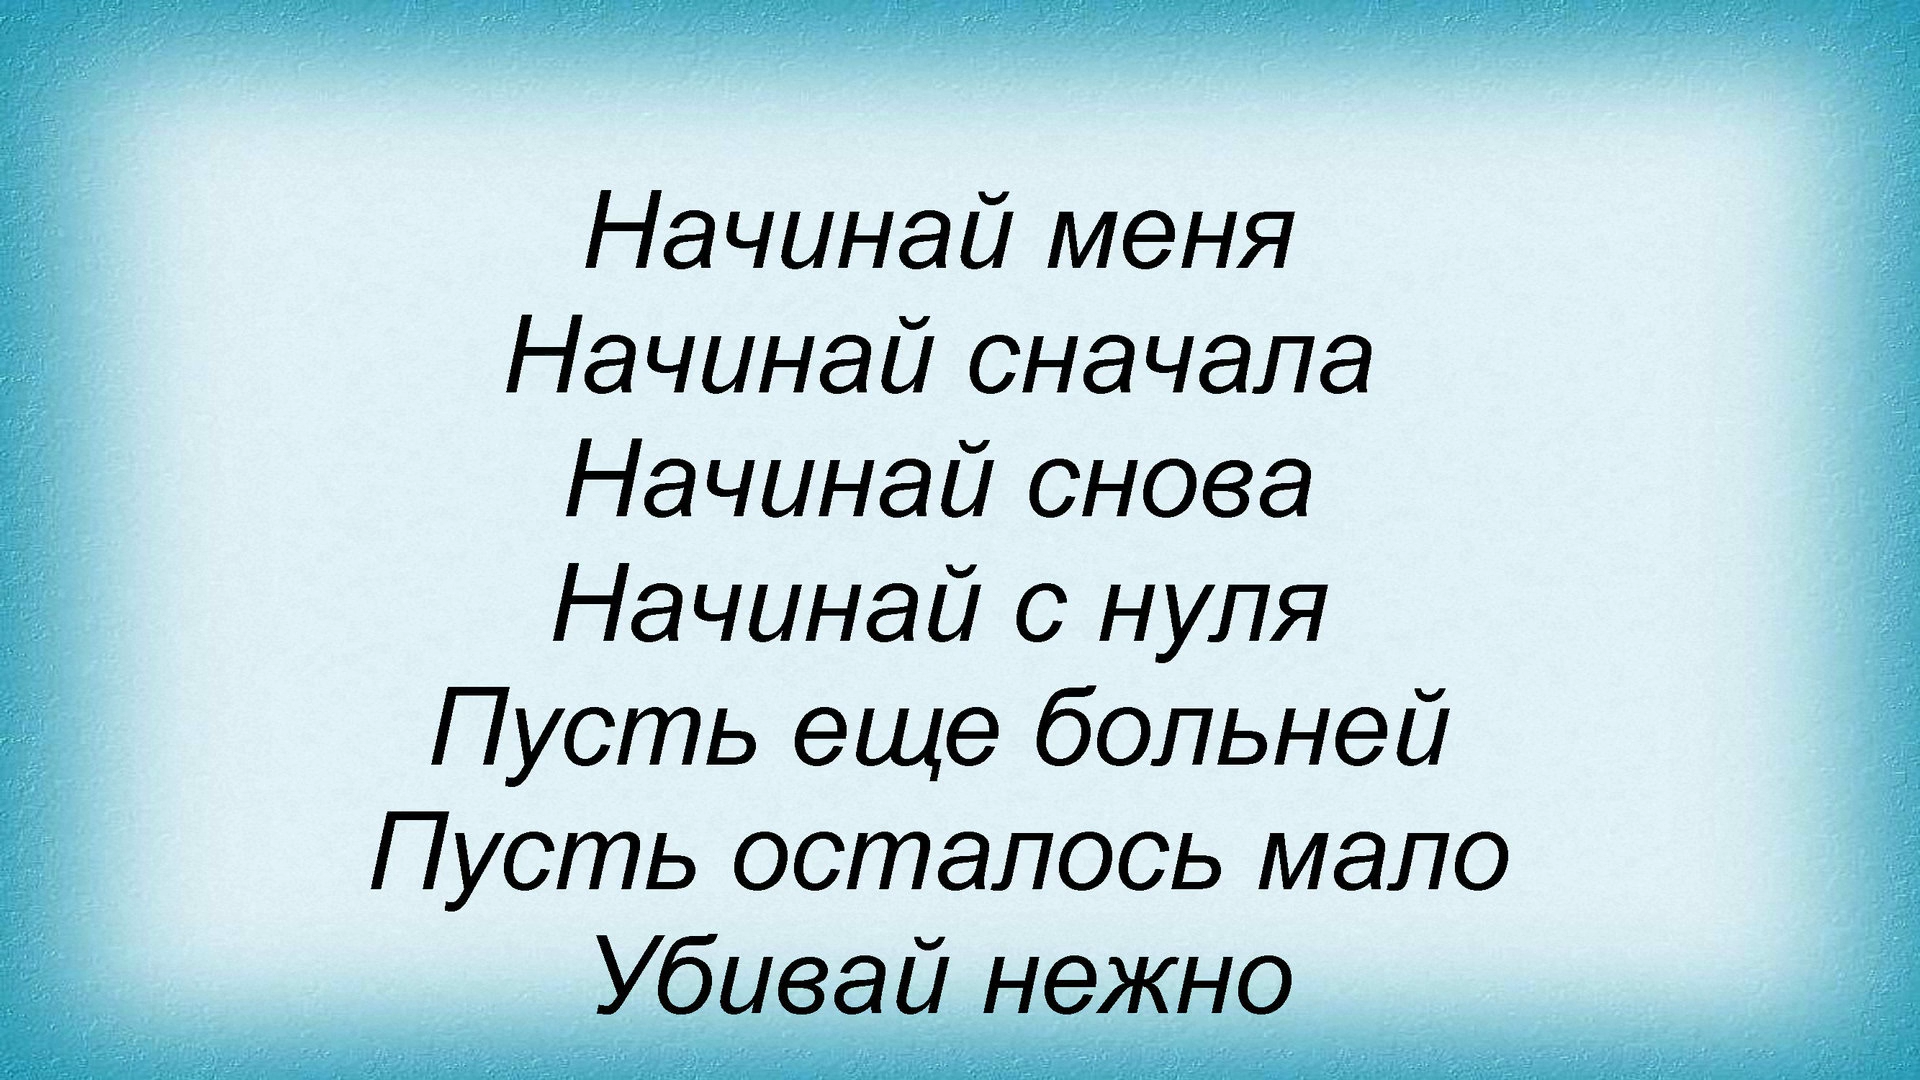 Начинай меня
Начинай сначала
Начинай снова
Начинай с нуля
Пусть еще больней
Пусть осталось мало
Убивай нежно